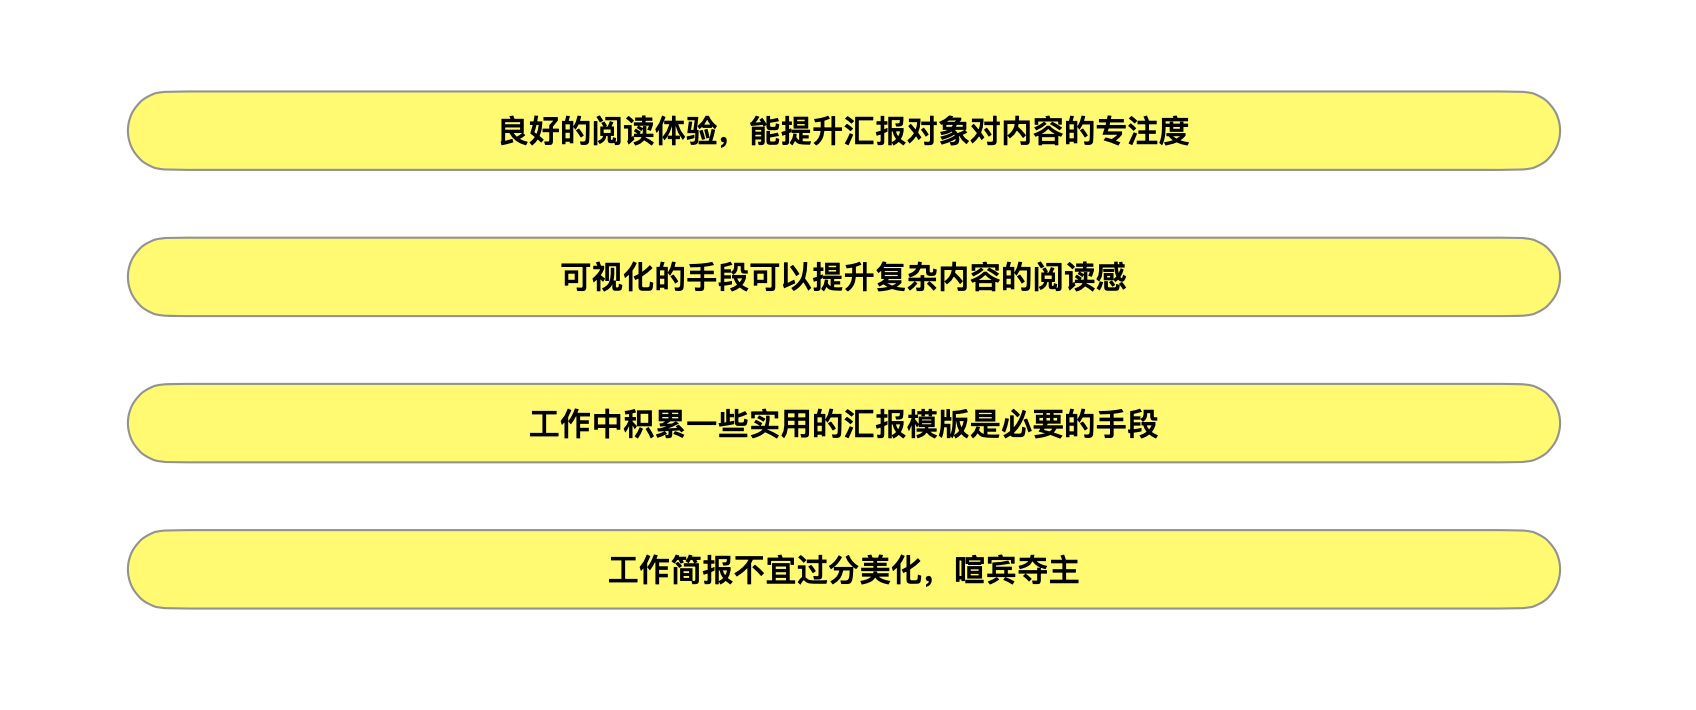 良好的阅读体验，能提升汇报对象对内容的专注度
可视化的手段可以提升复杂内容的阅读感
工作中积累一些实用的汇报模版是必要的手段
工作简报不宜过分美化，喧宾夺主